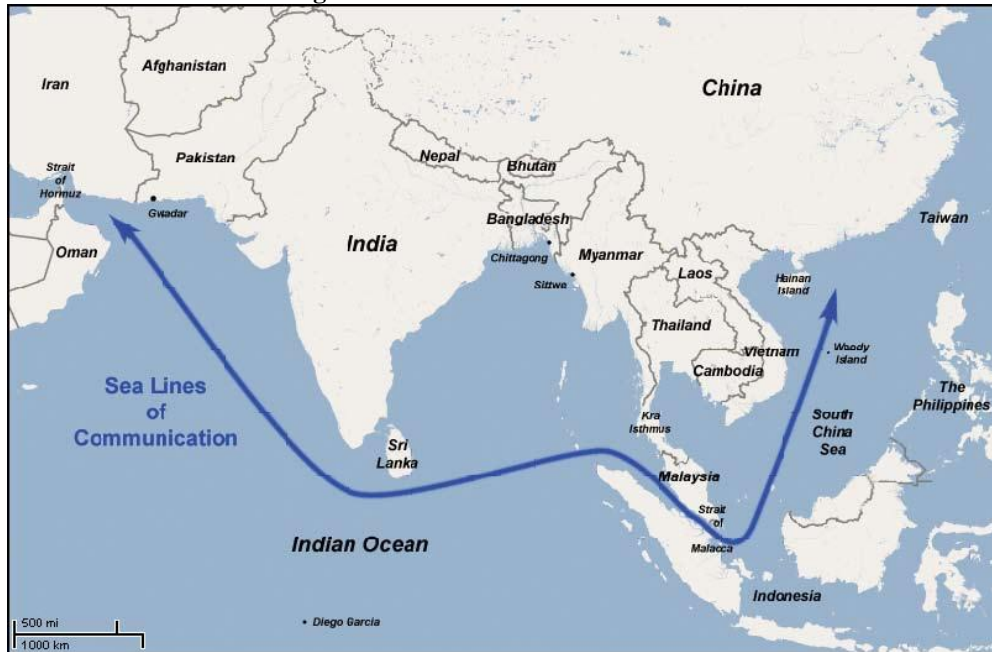 China
Afghanistan
Iran
Pakistan
Nepal
Bhutan
Strait
of
Hormuz
Gwadar
Bangladesh
Taiwan
India
Oman
Myanmar
Chittagong
Laos
Hainan
Island
Sittwe
Thailand
Vietnam
Woody
Island
Cambodia
Sea Lines
of
Communication
The
Philippines
Kra
Isthmus
South
China
Sea
Sri
Lanka
Malaysia
Strait
of
Malacca
Indian Ocean
Indonesia
Diego Garcia
500 mi
1000 km